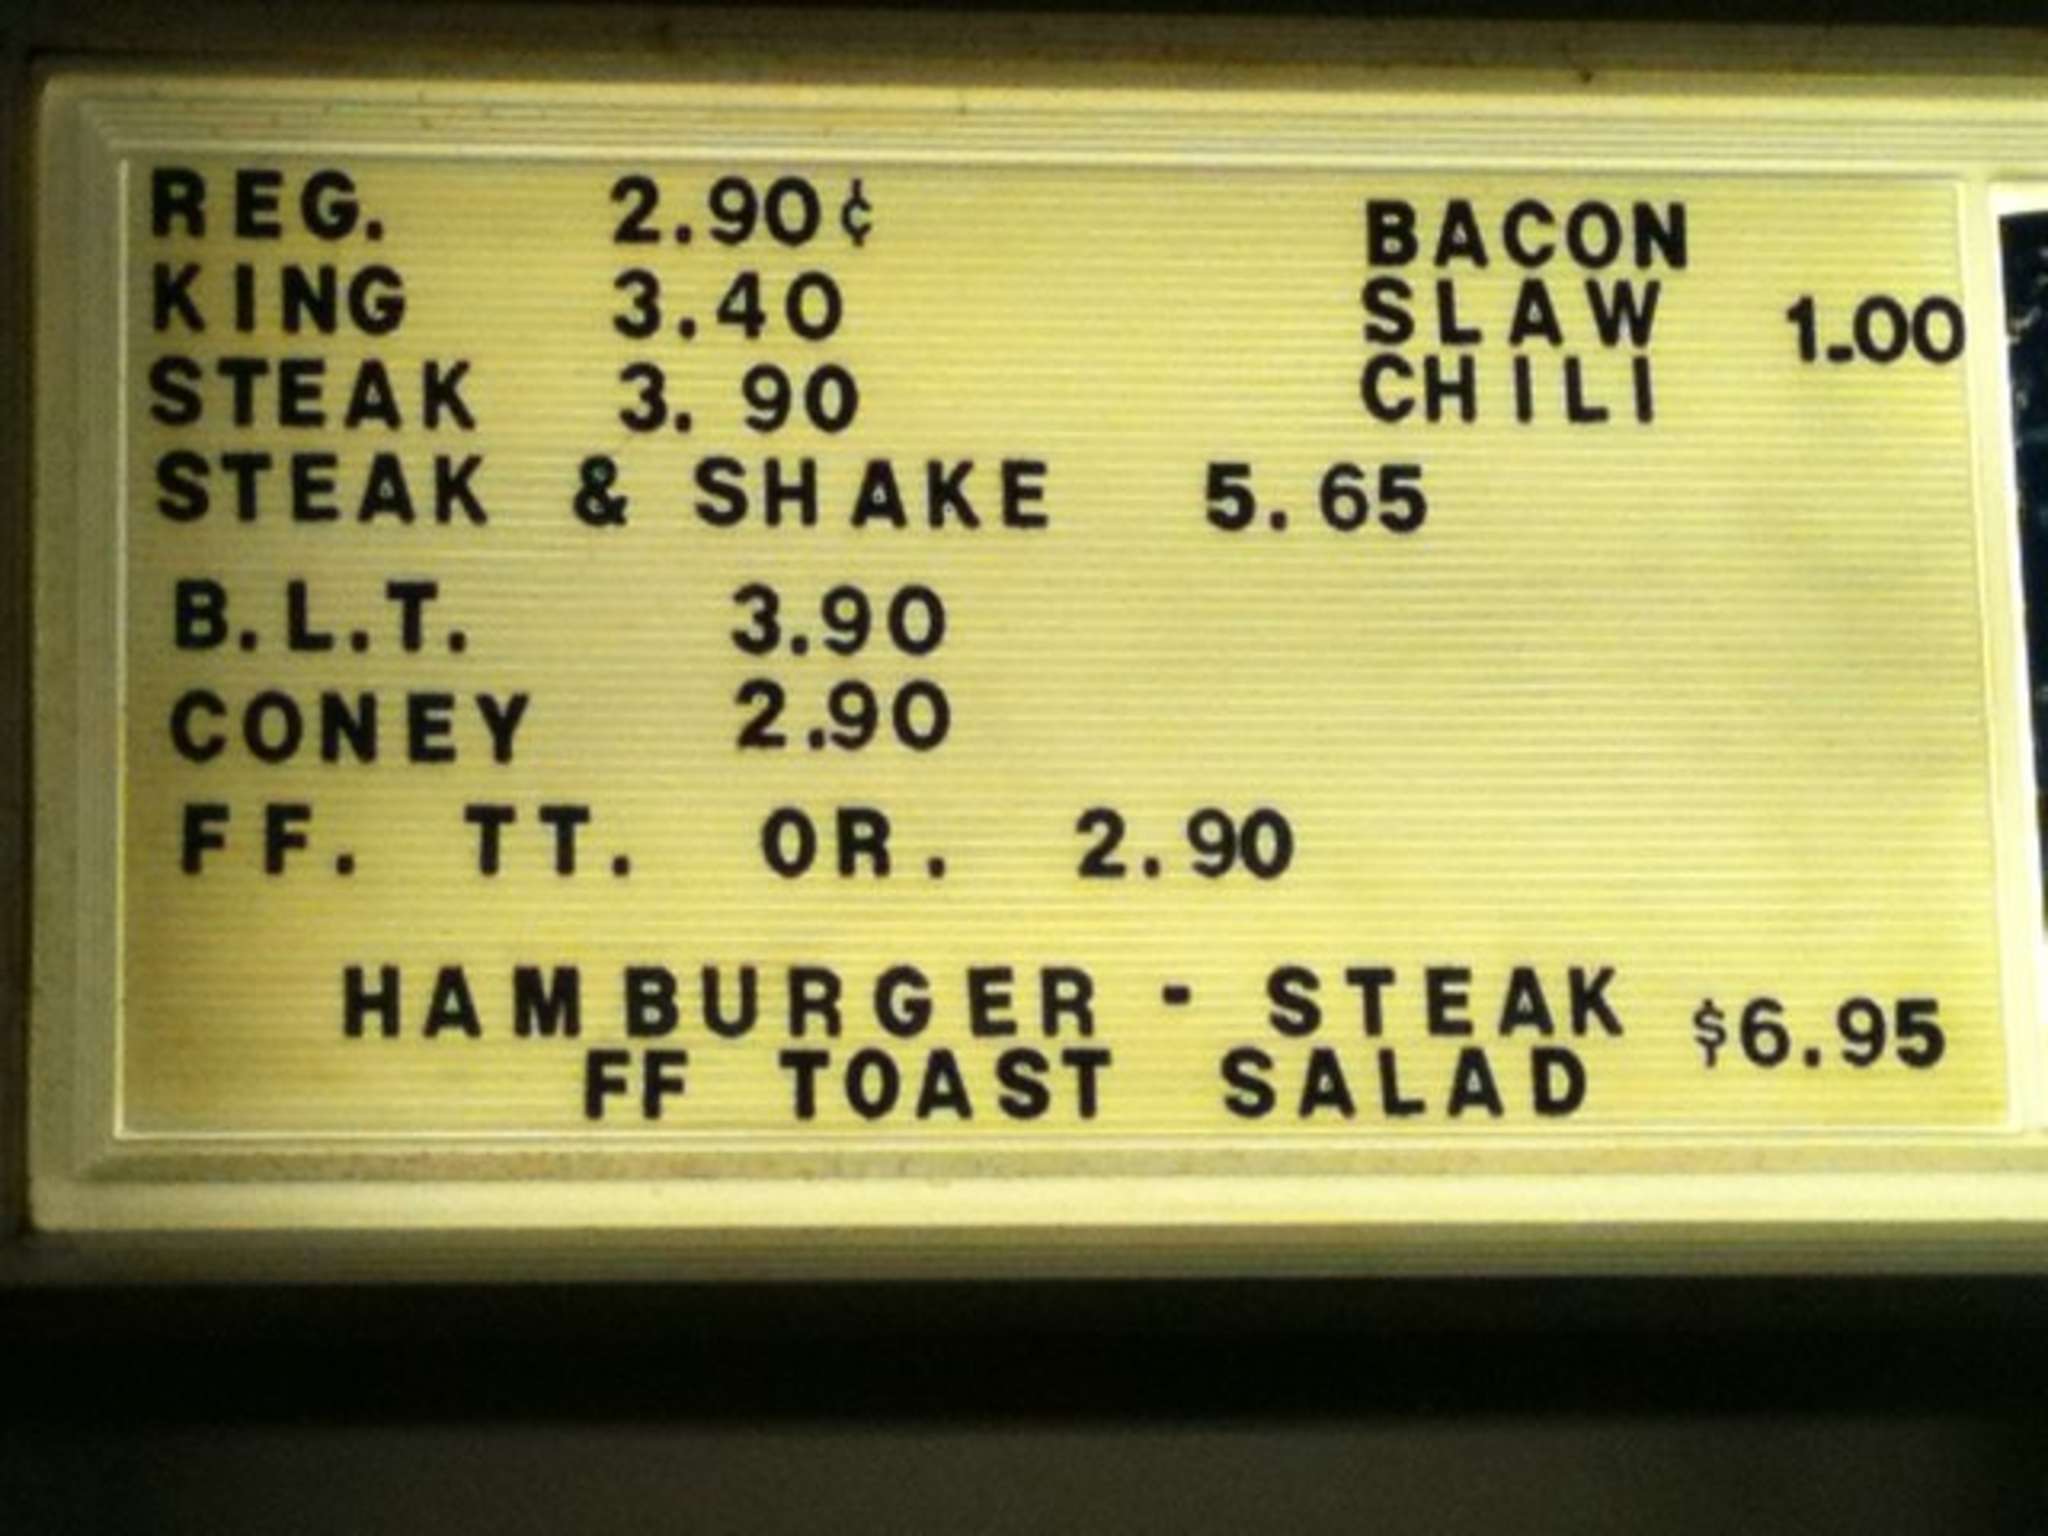 REG. 2.90¢
KING 3.40
STEAK 3. 90
STEAK & SHAKE 5.65
BACON
SLAW 1.00
CHILI
B.L.T. 3.90
CONEY 2.90
FF. TT. OR. 2.90
HAMBURGER - STEAK $6.95
FF TOAST SALAD